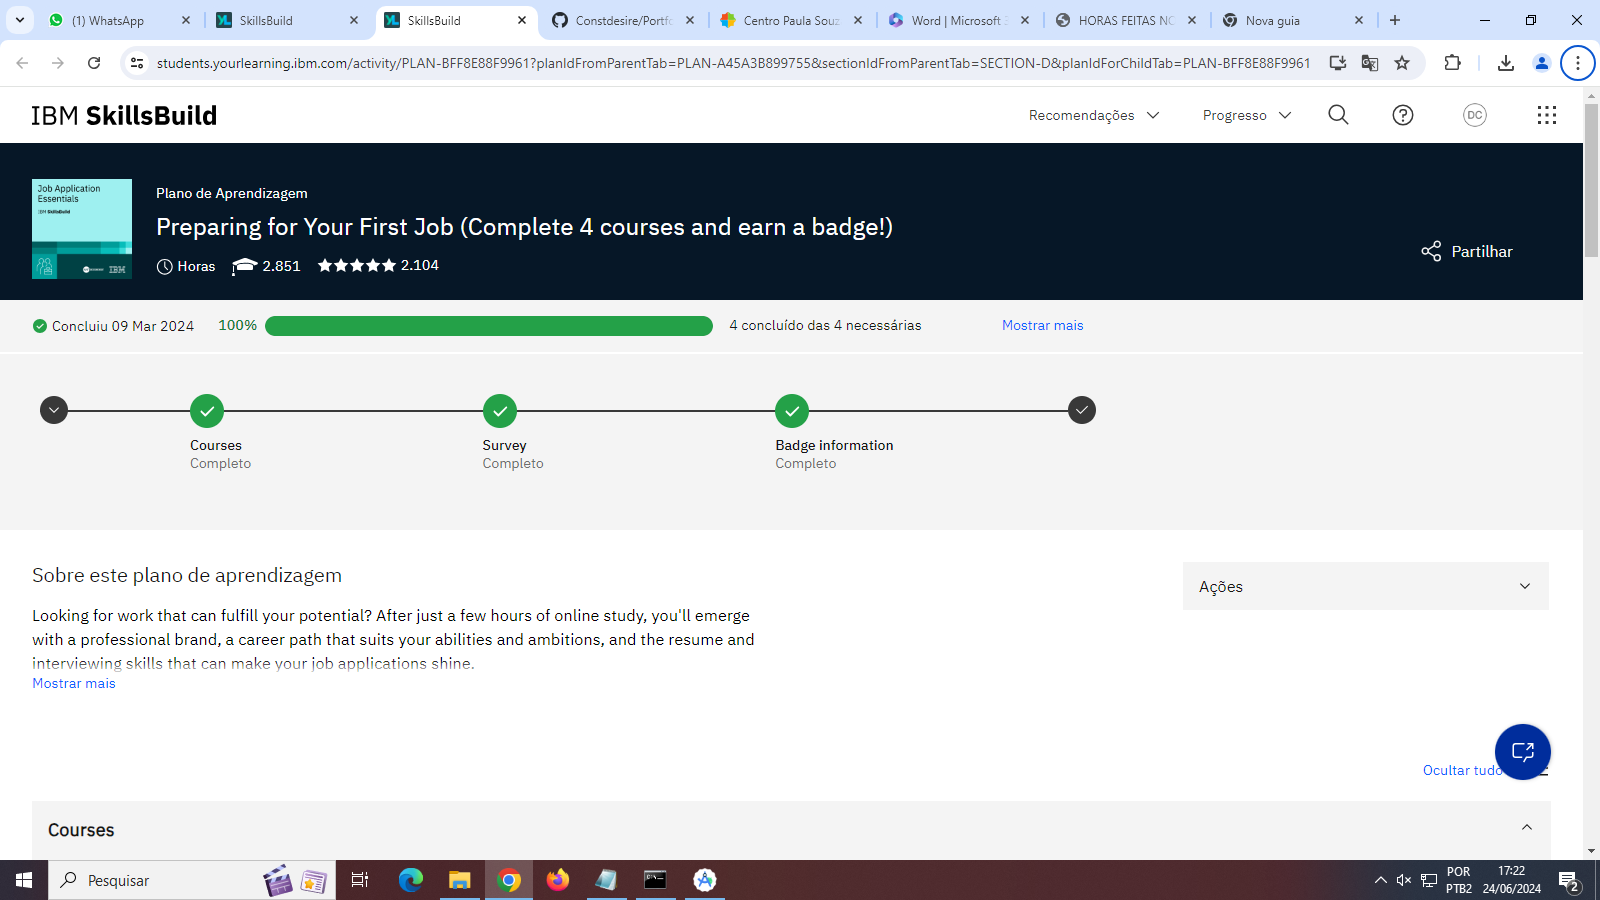 (1) WhatsApp
SkillsBuild
SkillsBuild
Constdesire/Portfo
Centro Paula Souz
Word | Microsoft
HORAS FEITAS NO
Nova guia
students.yourlearning.ibm.com/activity/PLAN-BFF8E88F9961?planIdFromParentTab=PLAN-A45A3B899755&sectionIdFromParentTab=SECTION-D&planIdForChildTab=PLAN-BFF8E88F9961
IBM SkillsBuild
Recomendações
Progresso
DC
Job Application
Essentials
IBM SkillsBuild
IBM
Plano de Aprendizagem
Preparing for Your First Job (Complete 4 courses and earn a badge!)
Horas
2.851
2.104
Partilhar
Concluiu 09 Mar 2024
100%
4 concluído das 4 necessárias
Mostrar mais
Courses
Completo
Survey
Completo
Badge information
Completo
Sobre este plano de aprendizagem
Ações
Looking for work that can fulfill your potential? After just a few hours of online study, you'll emerge
with a professional brand, a career path that suits your abilities and ambitions, and the resume and
interviewing skills that can make your job applications shine.
Mostrar mais
Ocultar tudo
Courses
Pesquisar
POR
PTB2
17:22
24/06/2024
2